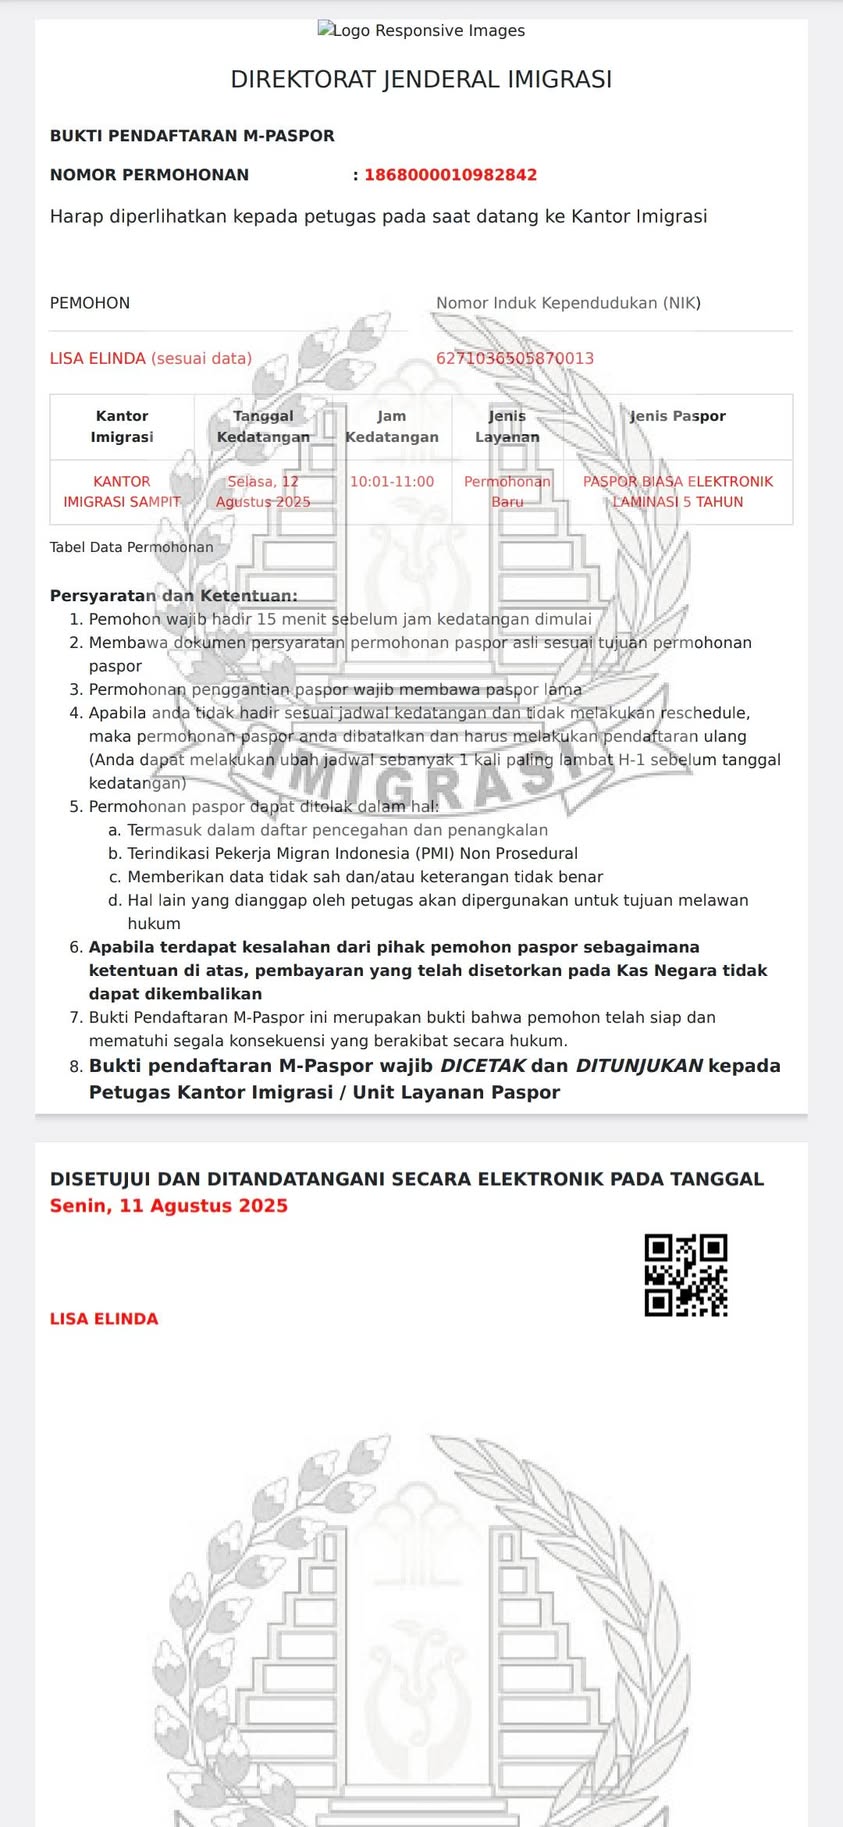 Logo Responsive Images
DIREKTORAT JENDERAL IMIGRASI
BUKTI PENDAFTARAN M-PASPOR
NOMOR PERMOHONAN : 1868000010982842
Harap diperlihatkan kepada petugas pada saat datang ke Kantor Imigrasi
PEMOHON Nomor Induk Kependudukan (NIK)
LISA ELINDA (sesuai data) 6271036505870013
Kantor Imigrasi Tanggal Kedatangan Jam Kedatangan Jenis Layanan Jenis Paspor
KANTOR IMIGRASI SAMPIT Selasa, 12 Agustus 2025 10:01-11:00 Permohonan Baru PASPOR BIASA ELEKTRONIK LAMINASI 5 TAHUN
Tabel Data Permohonan
Persyaratan dan Ketentuan:
1. Pemohon wajib hadir 15 menit sebelum jam kedatangan dimulai
2. Membawa dokumen persyaratan permohonan paspor asli sesuai tujuan permohonan
paspor
3. Permohonan penggantian paspor wajib membawa paspor lama
4. Apabila anda tidak hadir sesuai jadwal kedatangan dan tidak melakukan reschedule,
maka permohonan paspor anda dibatalkan dan harus melakukan pendaftaran ulang
(Anda dapat melakukan ubah jadwal sebanyak 1 kali paling lambat H-1 sebelum tanggal
kedatangan)
IMIGRASI
5. Permohonan paspor dapat ditolak dalam hal:
a. Termasuk dalam daftar pencegahan dan penangkalan
b. Terindikasi Pekerja Migran Indonesia (PMI) Non Prosedural
c. Memberikan data tidak sah dan/atau keterangan tidak benar
d. Hal lain yang dianggap oleh petugas akan dipergunakan untuk tujuan melawan
hukum
6. Apabila terdapat kesalahan dari pihak pemohon paspor sebagaimana
ketentuan di atas, pembayaran yang telah disetorkan pada Kas Negara tidak
dapat dikembalikan
7. Bukti Pendaftaran M-Paspor ini merupakan bukti bahwa pemohon telah siap dan
mematuhi segala konsekuensi yang berakibat secara hukum.
8. Bukti pendaftaran M-Paspor wajib DICETAK dan DITUNJUKAN kepada
Petugas Kantor Imigrasi / Unit Layanan Paspor
DISETUJUI DAN DITANDATANGANI SECARA ELEKTRONIK PADA TANGGAL
Senin, 11 Agustus 2025
LISA ELINDA